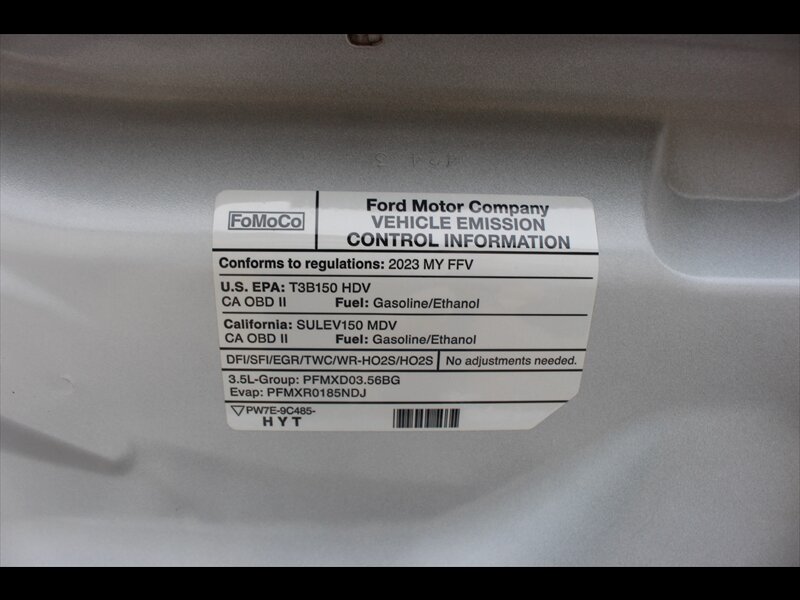 FoMoCo
Ford Motor Company
VEHICLE EMISSION
CONTROL INFORMATION
Conforms to regulations: 2023 MY FFV
U.S. EPA: T3B150 HDV
CA OBD II Fuel: Gasoline/Ethanol
California: SULEV150 MDV
CA OBD II Fuel: Gasoline/Ethanol
DFI/SFI/EGR/TWC/WR-HO2S/HO2S No adjustments needed.
3.5L-Group: PFMXD03.56BG
Evap: PFMXR0185NDJ
PW7E-9C485-
HYT